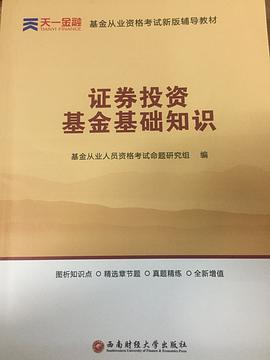 天一金融
TIANYI FINANCE
基金从业资格考试新版辅导教材
证券投资
基金基础知识
基金从业人员资格考试命题研究组 编
图析知识点 精选章节题 真题精练 全新增值
西南财经大学出版社